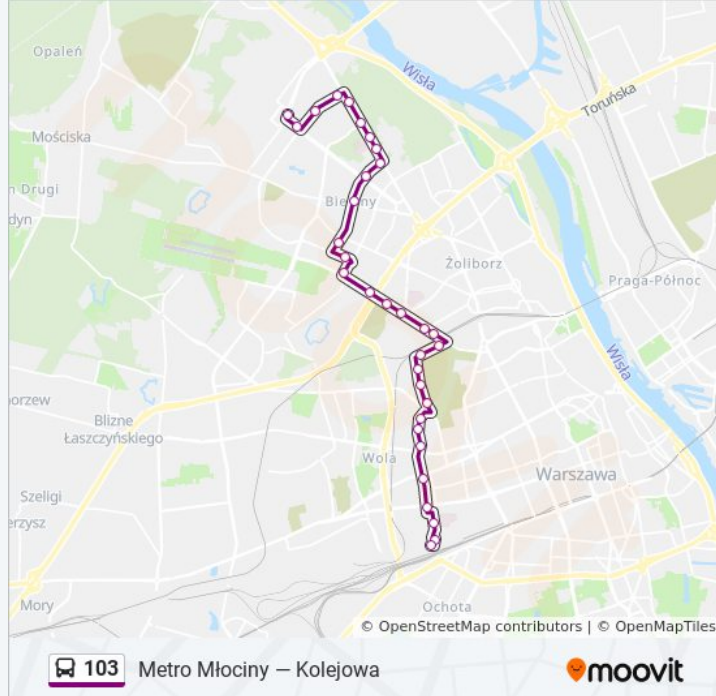 Opaleń
Wisła
Toruńska
Mościska
n Drugi
dyn
Bielany
Żoliborz
Praga-Północ
Wisła
orzew
Blizne
Łaszczyńskiego
Wola
Warszawa
Szeligi
erzysz
Mory
Ochota
© OpenStreetMap contributors | © OpenMapTiles
103 Metro Młociny — Kolejowa
moovit